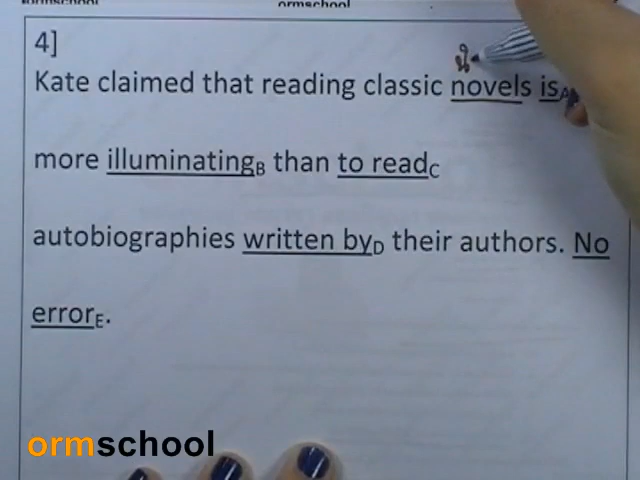 ormschool
4]
Kate claimed that reading classic novels isA
more illuminatingB than to readC
autobiographies written byD their authors. No
errorE.
ormschool